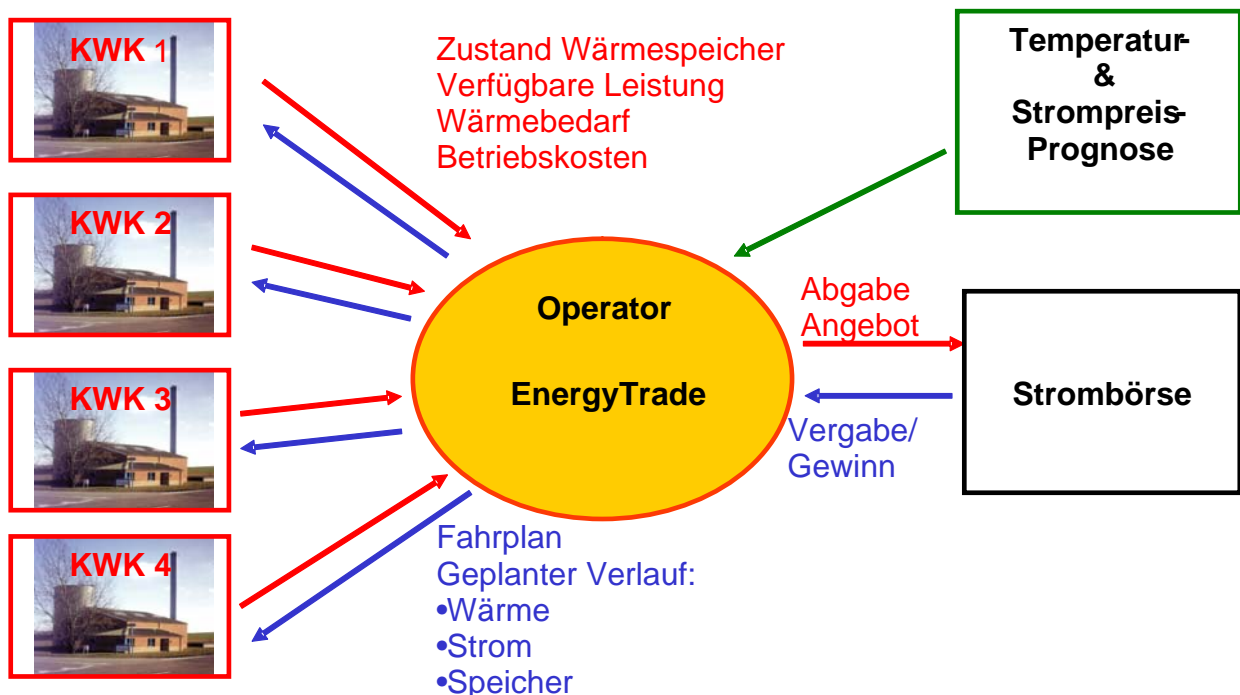 KWK 1
KWK 2
KWK 3
KWK 4
Zustand Wärmespeicher
Verfügbare Leistung
Wärmebedarf
Betriebskosten
Temperatur-
&
Strompreis-
Prognose
Operator
EnergyTrade
Abgabe
Angebot
Strombörse
Vergabe/
Gewinn
Fahrplan
Geplanter Verlauf:
•Wärme
•Strom
•Speicher